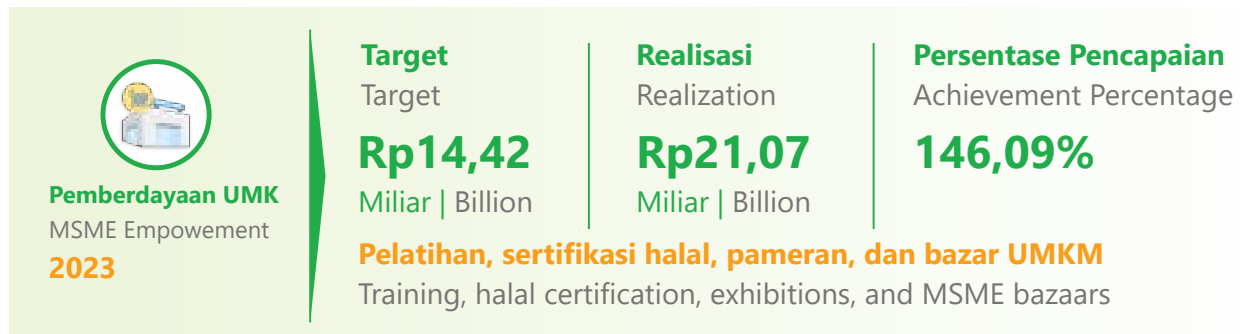 Pemberdayaan UMK
MSME Empowement
2023
Target
Target
Rp14,42
Miliar | Billion
Realisasi
Realization
Rp21,07
Miliar | Billion
Persentase Pencapaian
Achievement Percentage
146,09%
Pelatihan, sertifikasi halal, pameran, dan bazar UMKM
Training, halal certification, exhibitions, and MSME bazaars